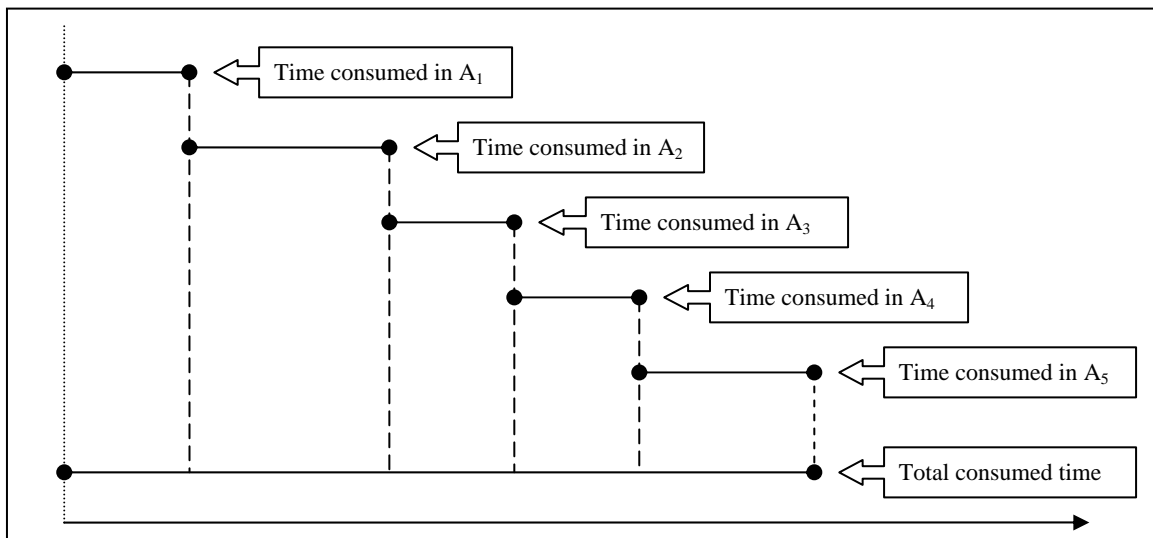 Time consumed in A₁
Time consumed in A₂
Time consumed in A₃
Time consumed in A₄
Time consumed in A₅
Total consumed time